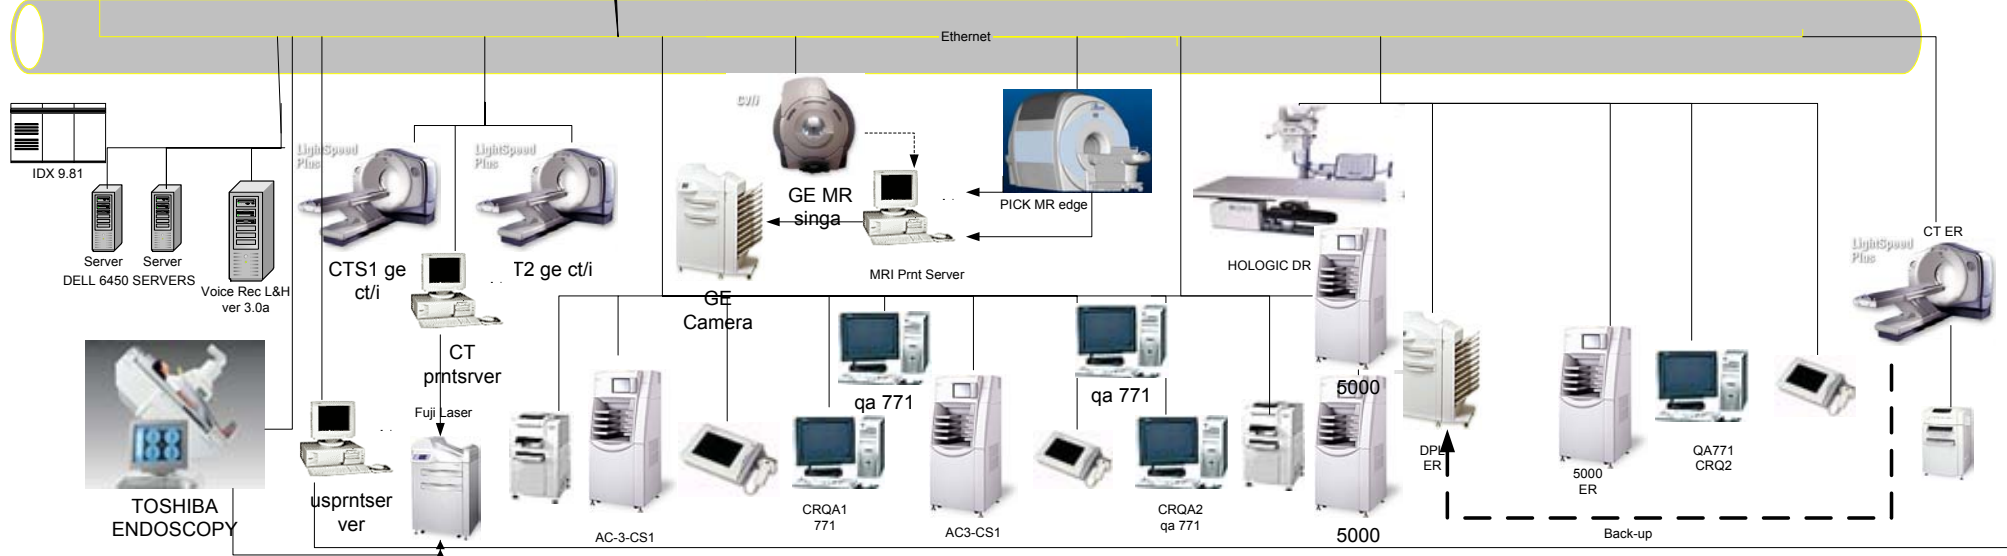 Ethernet
CV/i
IDX 9.81
LightSpeed
Plus
LightSpeed
Plus
GE MR
singa
PICK MR edge
CT ER
LightSpeed
Plus
Server
DELL 6450
Server
SERVERS
Voice Rec L&H
ver 3.0a
CTS1 ge
ct/i
T2 ge ct/i
MRI Prnt Server
HOLOGIC DR
GE
Camera
CT
prntsrver
Fuji Laser
qa 771
qa 771
5000
TOSHIBA
ENDOSCOPY
usprntser
ver
AC-3-CS1
CRQA1
771
AC3-CS1
CRQA2
qa 771
5000
DPL
ER
5000
ER
QA771
CRQ2
Back-up